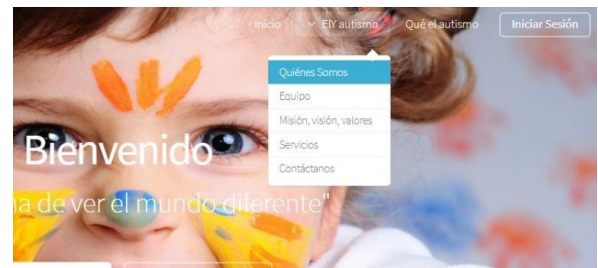 Inicio EIY autismo Qué el autismo Iniciar Sesión
Quiénes Somos
Equipo
Misión, visión, valores
Servicios
Contáctanos
Bienvenido
de ver el mundo diferente"